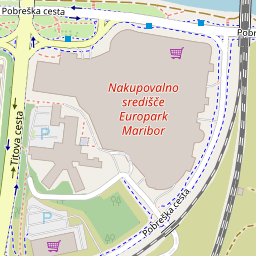 Pobreška cesta
Pobre
Nakupovalno
središče
Europark
Maribor
P
Titova cesta
Pobreška cesta
P